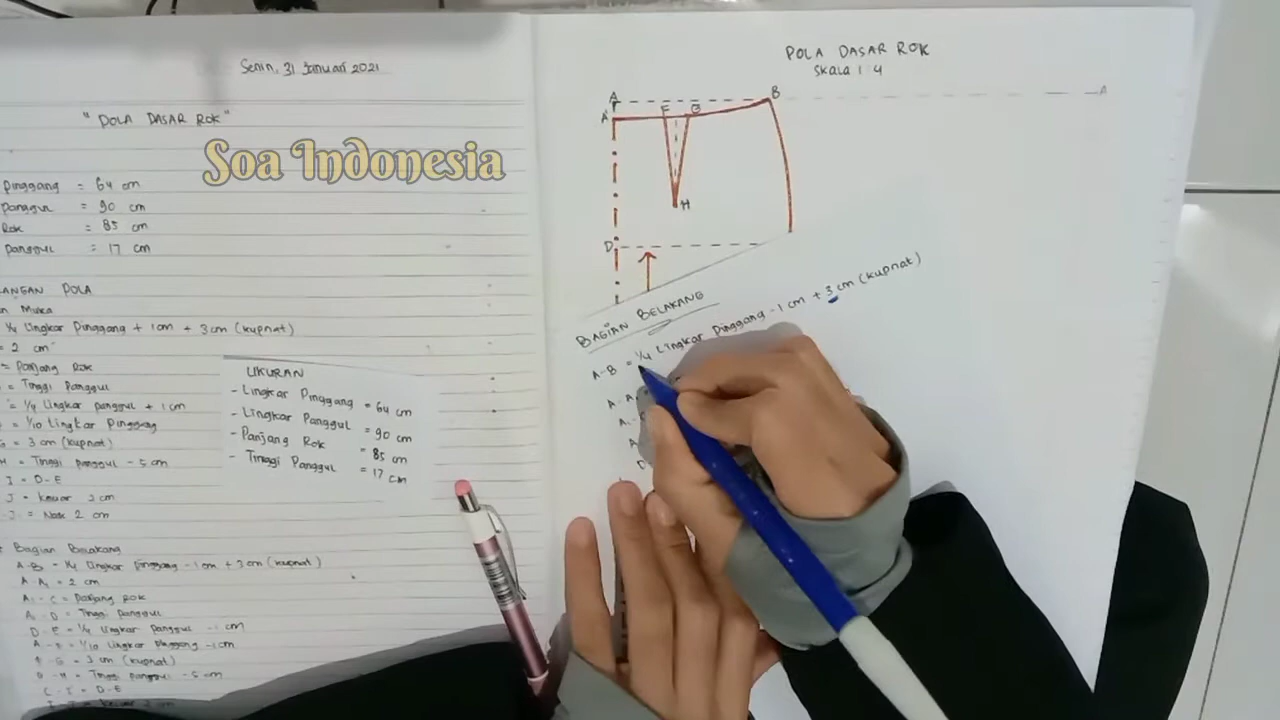 Senin, 31 Januari 2021
"POLA DASAR ROK"
Soa Indonesia
Pinggang = 64 cm
Panggul = 90 cm
Rok = 85 cm
Panggul = 17 cm
ANGAN POLA
Muka
1/4 Lingkar Pinggang + 1 cm + 3 cm (kupnat)
= 2 cm
= Panjang Rok
= Tinggi Panggul
= 1/4 Lingkar Panggul + 1 cm
= 1/10 Lingkar Pinggang
= 3 cm (kupnat)
= Tinggi Panggul - 5 cm
I = D-E
J = keluar 2 cm
J = Naik 2 cm
UKURAN
- Lingkar Pinggang = 64 cm
- Lingkar Panggul = 90 cm
- Panjang Rok = 85 cm
- Tinggi Panggul = 17 cm
Bagian Belakang
A-B = 1/4 Lingkar Pinggang - 1 cm + 3 cm (kupnat)
A-A1 = 2 cm
A1-C = Panjang Rok
A1-D = Tinggi Panggul
D-E = 1/4 Lingkar Panggul - 1 cm
= 1/10 Lingkar Pinggang - 1 cm
= 3 cm (kupnat)
-H = Tinggi Panggul - 5 cm
C-I = D-E
POLA DASAR ROK
Skala 1:4
A
B
A
A'
F
G
H
D
BAGIAN BELAKANG
A-B = 1/4 Lingkar Pinggang - 1 cm + 3 cm (kupnat)
A-A